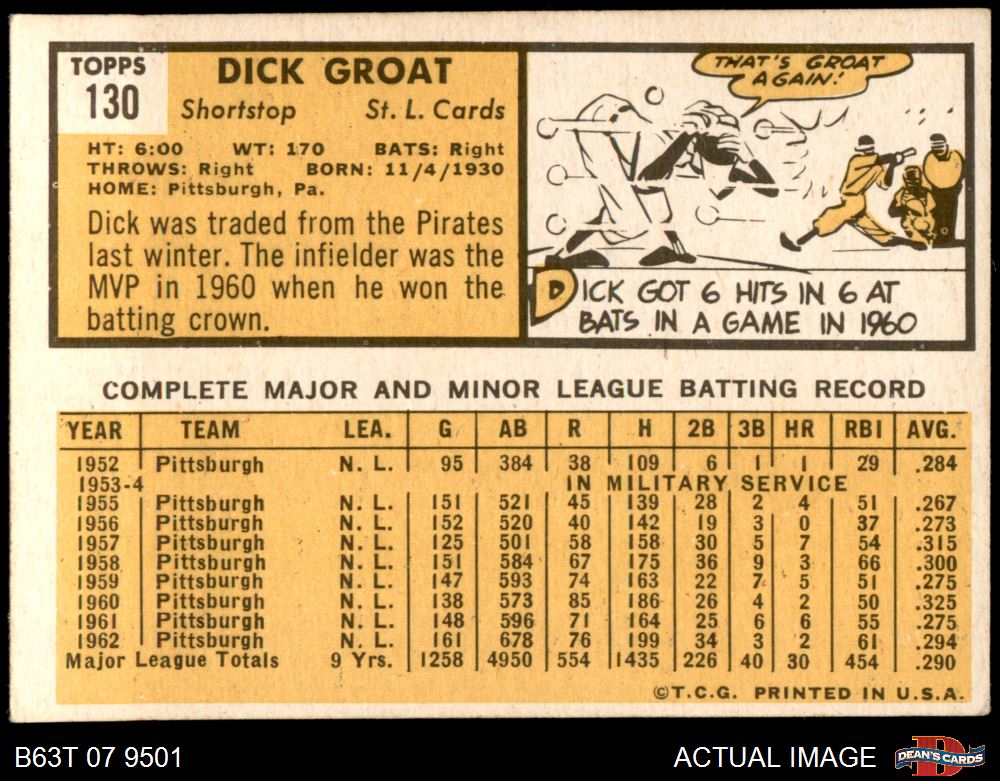 TOPPS
130
DICK GROAT
Shortstop St. L. Cards
HT: 6:00 WT: 170 BATS: Right
THROWS: Right BORN: 11/4/1930
HOME: Pittsburgh, Pa.
Dick was traded from the Pirates
last winter. The infielder was the
MVP in 1960 when he won the
batting crown.
THAT'S GROAT
AGAIN!
DICK GOT 6 HITS IN 6 AT
BATS IN A GAME IN 1960
COMPLETE MAJOR AND MINOR LEAGUE BATTING RECORD
YEAR TEAM LEA. G AB R H 2B 3B HR RBI AVG.
1952 Pittsburgh N. L. 95 384 38 109 6 1 1 29 .284
1953-4 IN MILITARY SERVICE
1955 Pittsburgh N. L. 151 521 45 139 28 2 4 51 .267
1956 Pittsburgh N. L. 152 520 40 142 19 3 0 37 .273
1957 Pittsburgh N. L. 125 501 58 158 30 5 7 54 .315
1958 Pittsburgh N. L. 151 584 67 175 36 9 3 66 .300
1959 Pittsburgh N. L. 147 593 74 163 22 7 5 51 .275
1960 Pittsburgh N. L. 138 573 85 186 26 4 2 50 .325
1961 Pittsburgh N. L. 148 596 71 164 25 6 6 55 .275
1962 Pittsburgh N. L. 161 678 76 199 34 3 2 61 .294
Major League Totals 9 Yrs. 1258 4950 554 1435 226 40 30 454 .290
©T.C.G. PRINTED IN U.S.A.
B63T 07 9501 ACTUAL IMAGE
D
DEAN'S CARDS